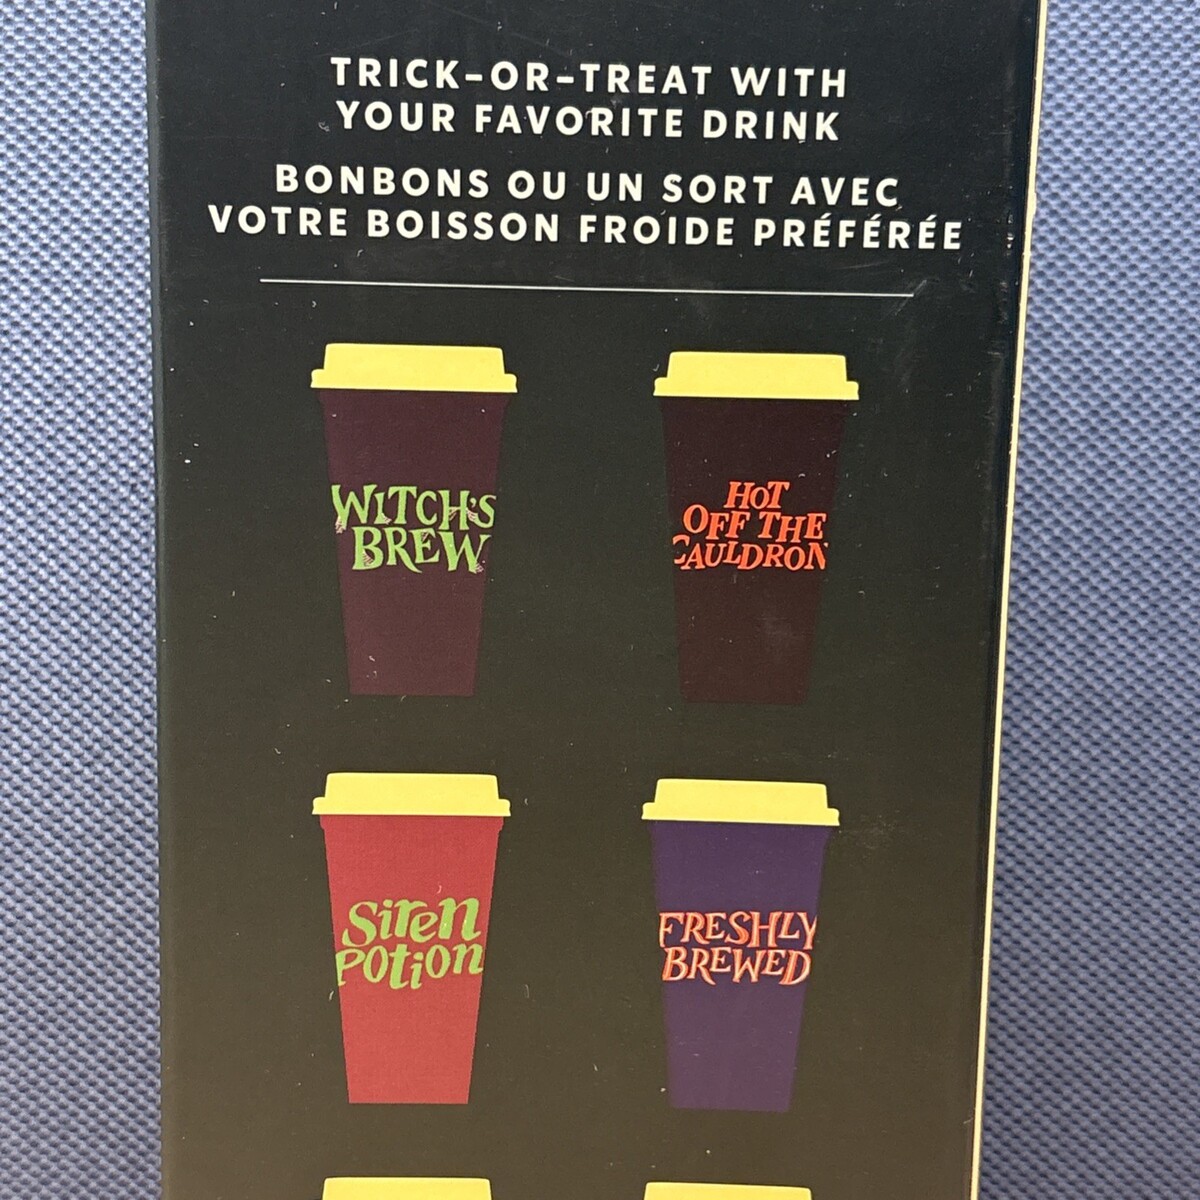 TRICK-OR-TREAT WITH
YOUR FAVORITE DRINK
BONBONS OU UN SORT AVEC
VOTRE BOISSON FROIDE PRÉFÉRÉE
WITCH'S
BREW
HOT
OFF THE
CAULDRON
Siren
Potion
FRESHLY
BREWED